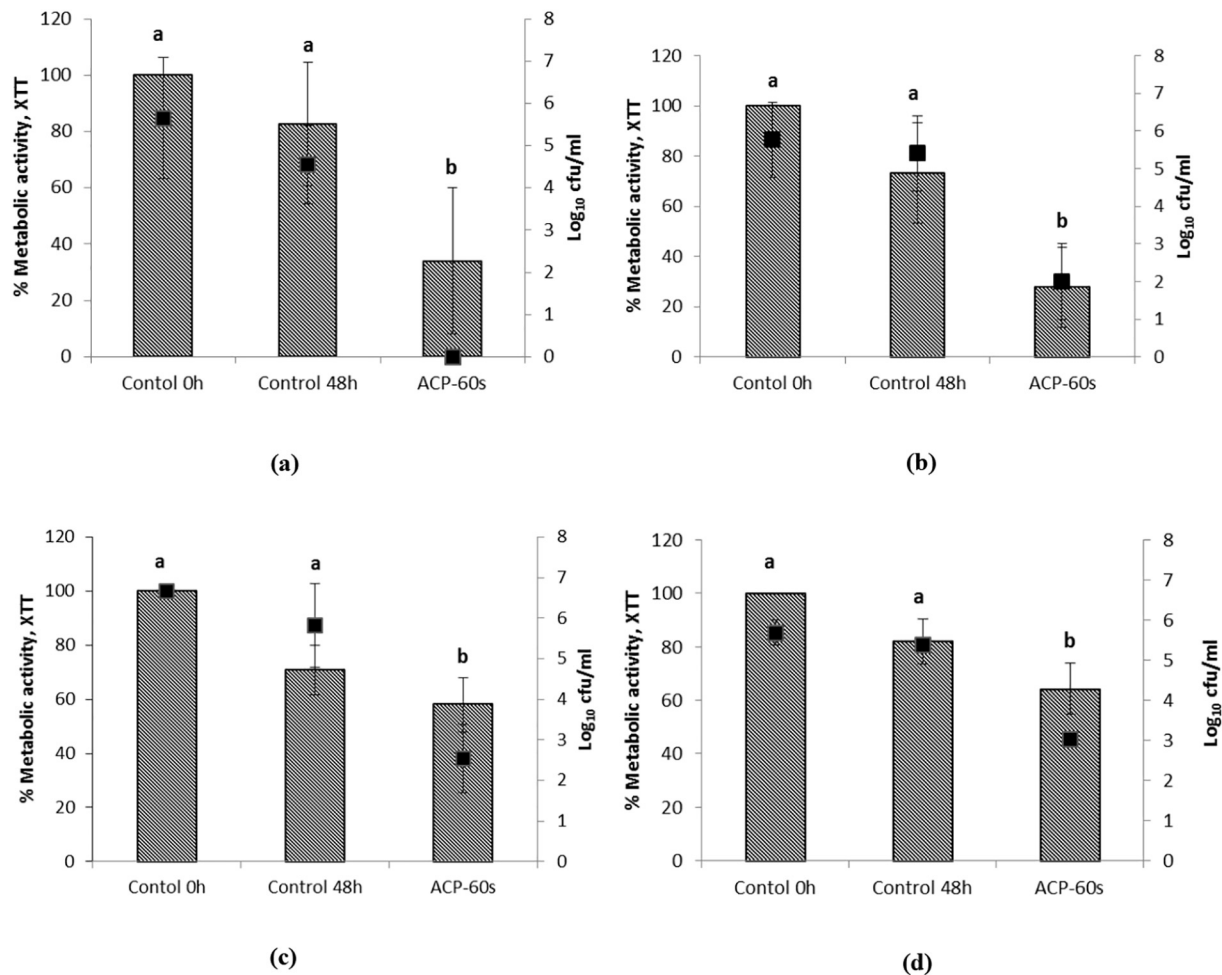 120
100
80
60
40
20
0
% Metabolic activity, XTT
a
a
b
8
7
6
5
4
3
2
1
0
Log10 cfu/ml
Contol 0h
Control 48h
ACP-60s
(a)
120
100
80
60
40
20
0
% Metabolic activity, XTT
a
a
b
8
7
6
5
4
3
2
1
0
Log10 cfu/ml
Contol 0h
Control 48h
ACP-60s
(b)
120
100
80
60
40
20
0
% Metabolic activity, XTT
a
a
b
8
7
6
5
4
3
2
1
0
Log10 cfu/ml
Contol 0h
Control 48h
ACP-60s
(c)
120
100
80
60
40
20
0
% Metabolic activity, XTT
a
a
b
8
7
6
5
4
3
2
1
0
Log10 cfu/ml
Contol 0h
Control 48h
ACP-60s
(d)